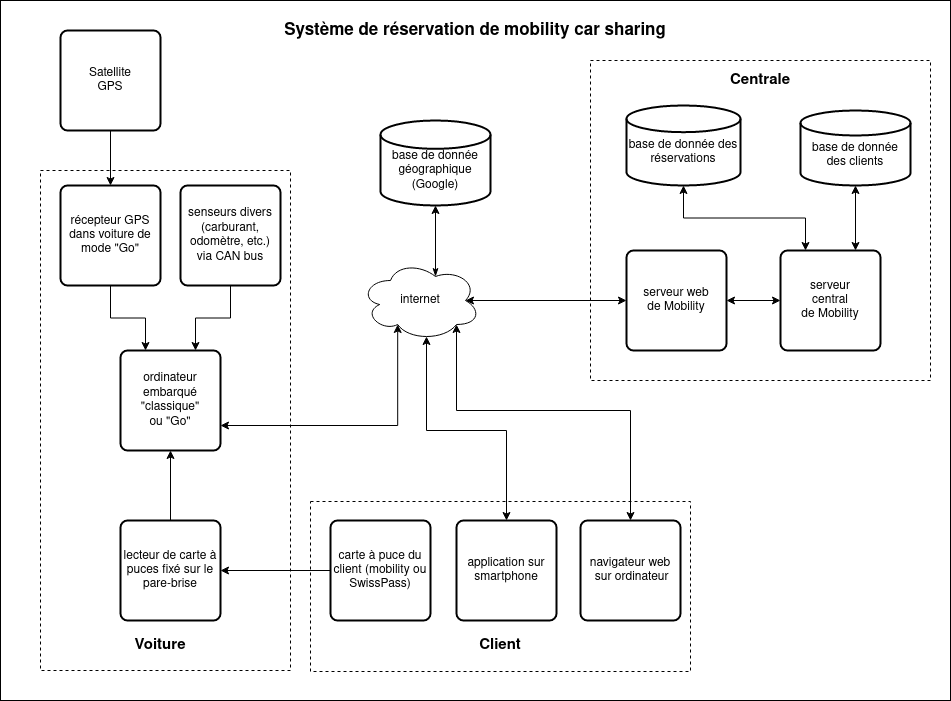 Système de réservation de mobility car sharing
Satellite
GPS
Centrale
base de donnée des
réservations
base de donnée
des clients
base de donnée
géographique
(Google)
récepteur GPS
dans voiture de
mode "Go"
senseurs divers
(carburant,
odomètre, etc.)
via CAN bus
internet
serveur web
de Mobility
serveur
central
de Mobility
ordinateur
embarqué
"classique"
ou "Go"
lecteur de carte à
puces fixé sur le
pare-brise
carte à puce du
client (mobility ou
SwissPass)
application sur
smartphone
navigateur web
sur ordinateur
Voiture
Client